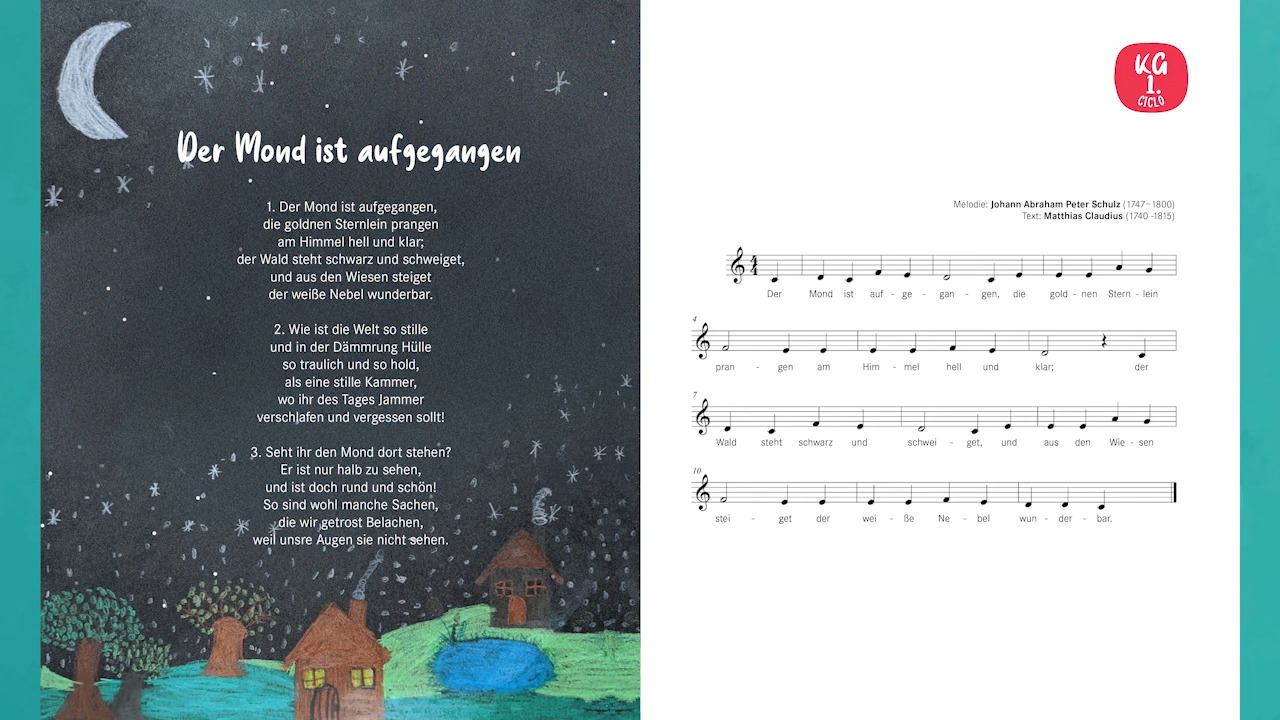 Der Mond ist aufgegangen
1. Der Mond ist aufgegangen,
die goldnen Sternlein prangen
am Himmel hell und klar;
der Wald steht schwarz und schweiget,
und aus den Wiesen steiget
der weiße Nebel wunderbar.
2. Wie ist die Welt so stille
und in der Dämmrung Hülle
so traulich und so hold,
als eine stille Kammer,
wo ihr des Tages Jammer
verschlafen und vergessen sollt!
3. Seht ihr den Mond dort stehen?
Er ist nur halb zu sehen,
und ist doch rund und schön!
So sind wohl manche Sachen,
die wir getrost Belachen,
weil unsre Augen sie nicht sehen.
KG
1.
CICLO
Melodie: Johann Abraham Peter Schulz (1747–1800)
Text: Matthias Claudius (1740 -1815)
Der Mond ist auf - ge - gan - gen, die gold - nen Stern - lein
4
pran - gen am Him - mel hell und klar; der
7
Wald steht schwarz und schwei - get, und aus den Wie - sen
10
stei - get der wei - ße Ne - bel wun - der - bar.